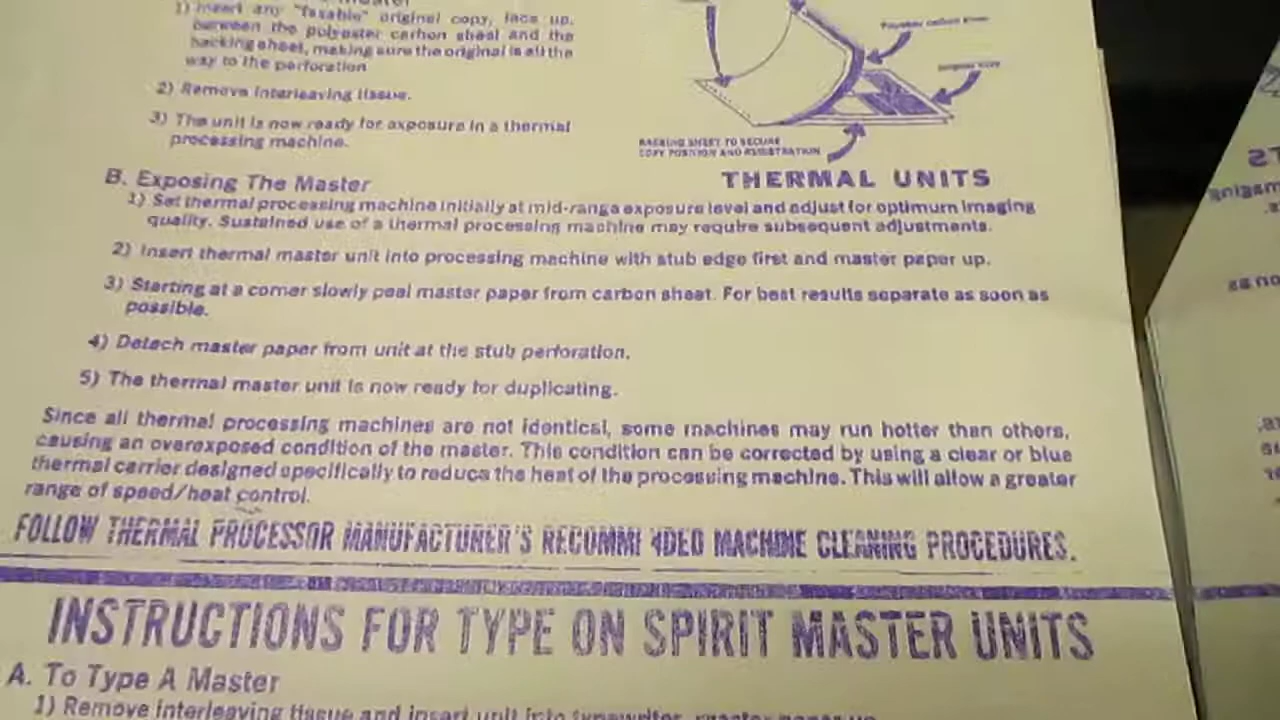 1) Insert any "faxable" original copy, face up,
between the polyester carbon sheet and the
backing sheet, making sure the original is all the
way to the perforation
2) Remove interleaving tissue.
3) The unit is now ready for exposure in a thermal
processing machine.
BACKING SHEET TO SECURE
COPY POSITION AND REGISTRATION
THERMAL UNITS
B. Exposing The Master
1) Set thermal processing machine initially at mid-range exposure level and adjust for optimum imaging
quality. Sustained use of a thermal processing machine may require subsequent adjustments.
2) Insert thermal master unit into processing machine with stub edge first and master paper up.
3) Starting at a corner slowly peel master paper from carbon sheet. For best results separate as soon as
possible.
4) Detach master paper from unit at the stub perforation.
5) The thermal master unit is now ready for duplicating.
Since all thermal processing machines are not identical, some machines may run hotter than others,
causing an overexposed condition of the master. This condition can be corrected by using a clear or blue
thermal carrier designed specifically to reduce the heat of the processing machine. This will allow a greater
range of speed/heat control.
FOLLOW THERMAL PROCESSOR MANUFACTURER'S RECOMMENDED MACHINE CLEANING PROCEDURES.
INSTRUCTIONS FOR TYPE ON SPIRIT MASTER UNITS
A. To Type A Master
1) Remove interleaving tissue and insert unit into typewriter, master paper up